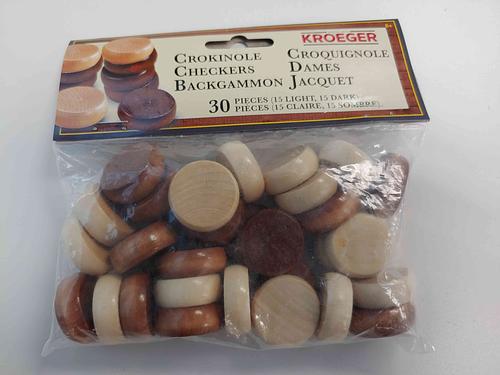 KROEGER
CROKINOLE CROQUIGNOLE
CHECKERS DAMES
BACKGAMMON JACQUET
30 PIECES (15 LIGHT, 15 DARK)
PIECES (15 CLAIRE, 15 SOMBRE).